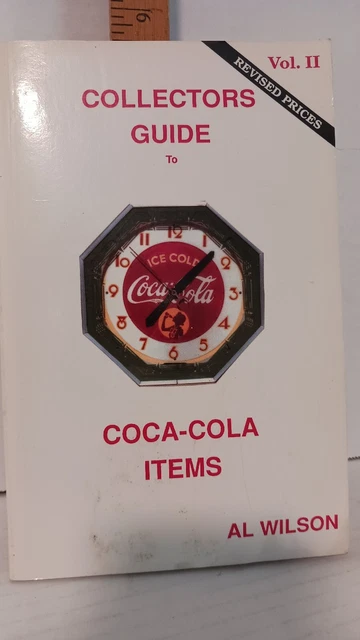 6
Vol. II
REVISED PRICES
COLLECTORS
GUIDE
To
11 12 1
ICE COLD
10 2
Coca-Cola
9 3
8 4
7 6 5
COCA-COLA
ITEMS
AL WILSON